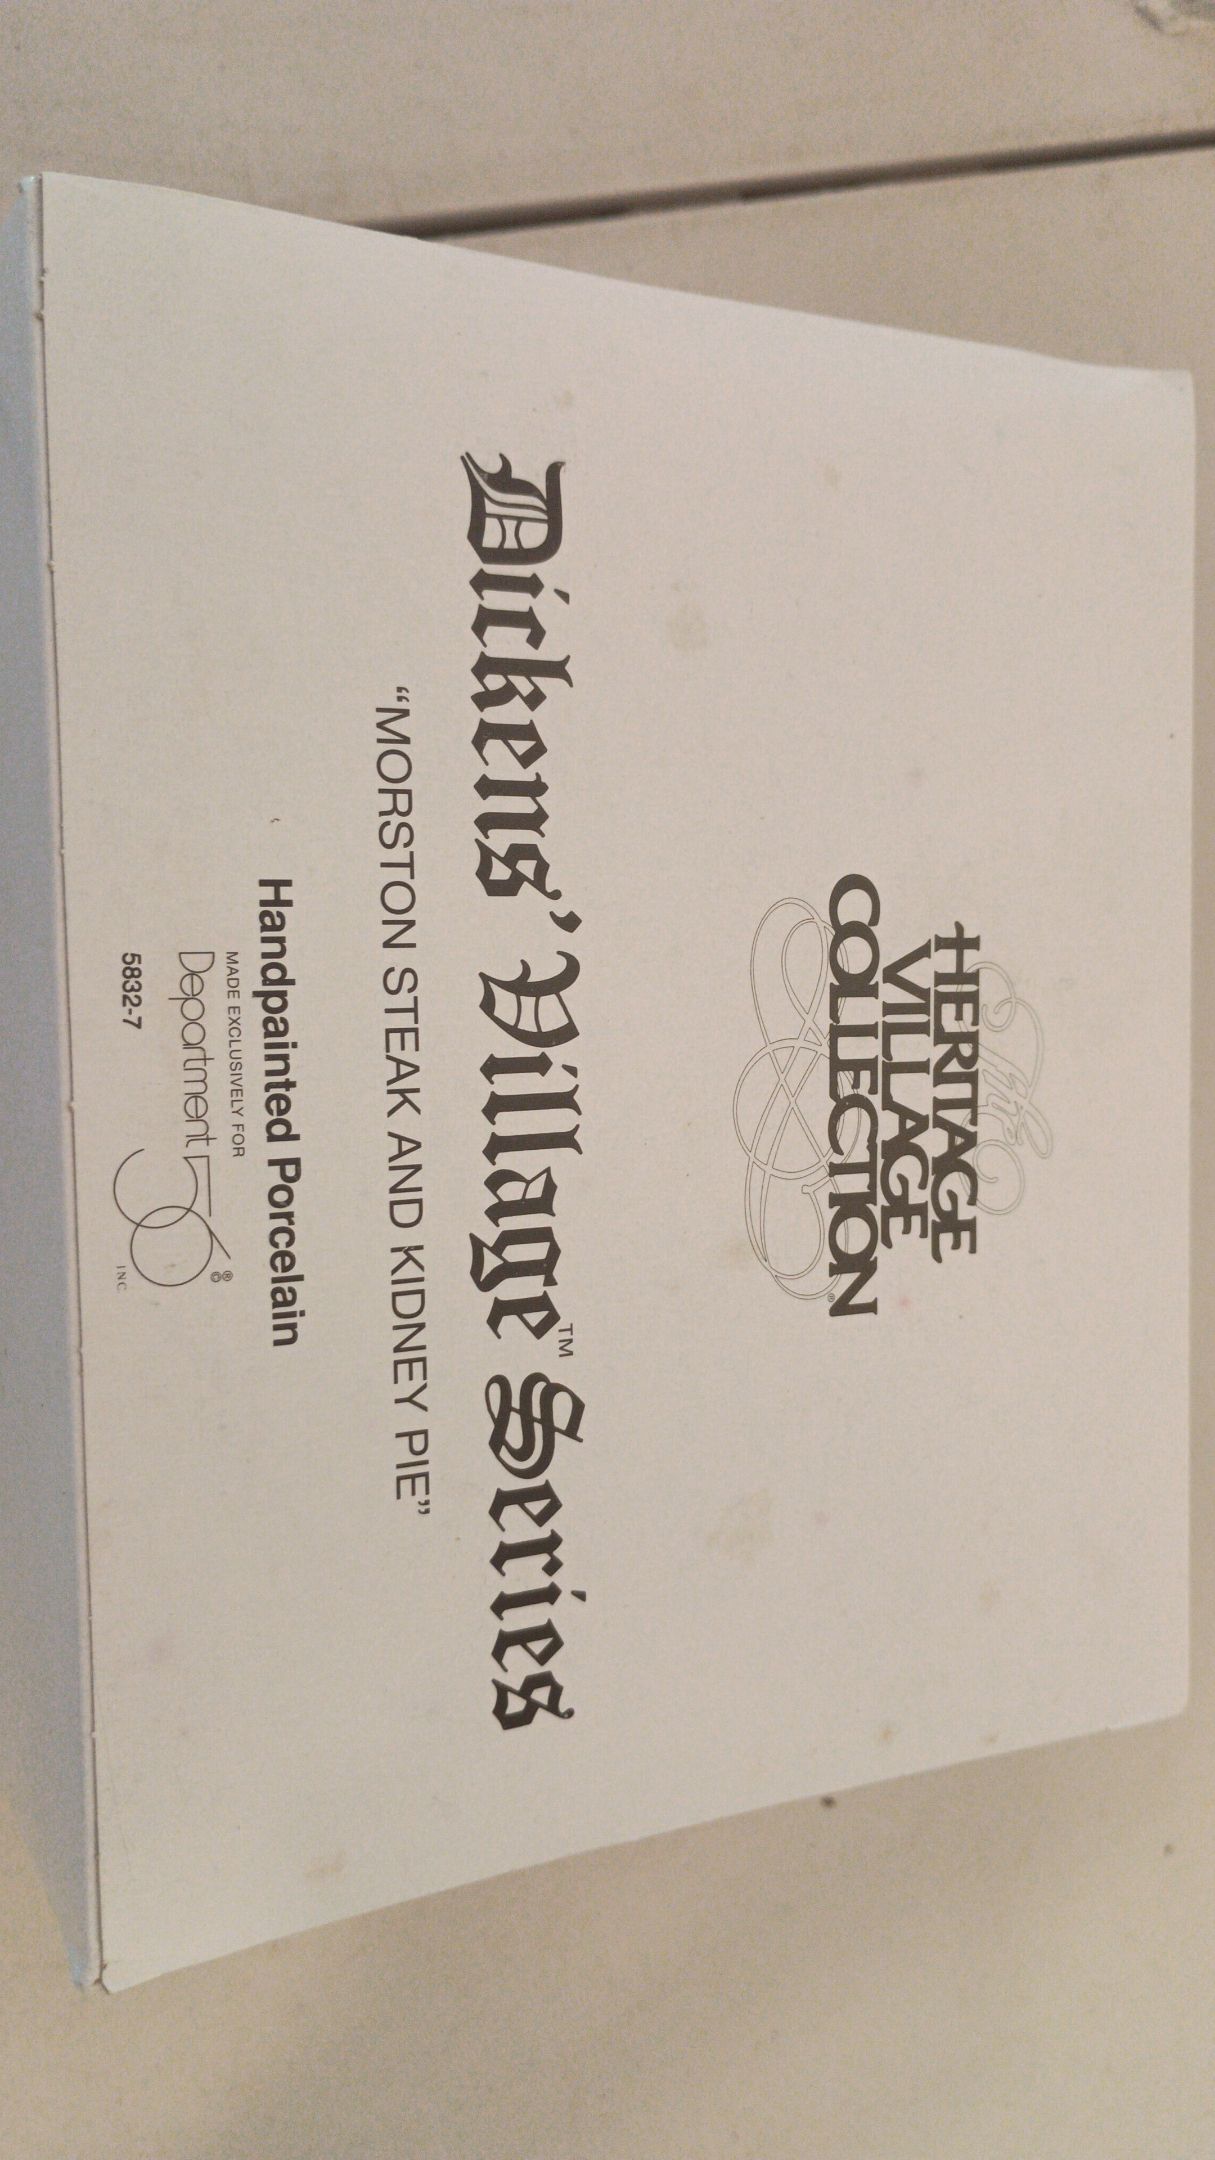 The
HERITAGE
VILLAGE
COLLECTION®
Dickens' Village™ Series
“MORSTON STEAK AND KIDNEY PIE”
Handpainted Porcelain
MADE EXCLUSIVELY FOR
Department 56 ®© INC.
5832-7